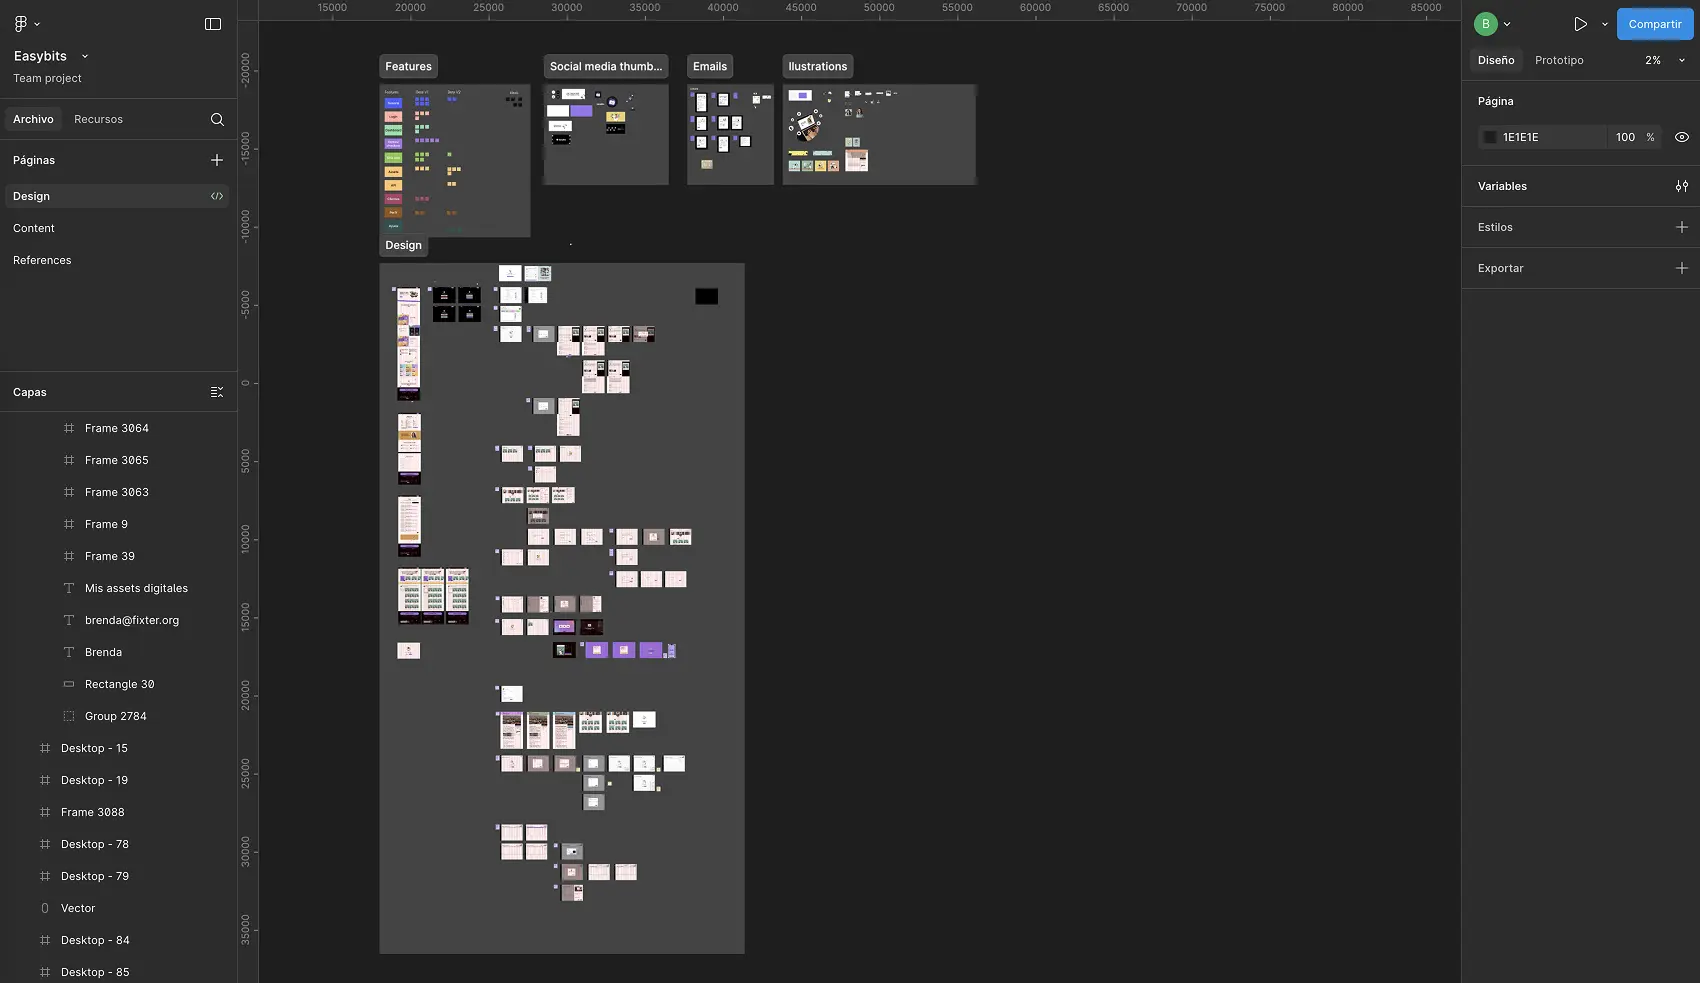 Easybits
Team project
Archivo
Recursos
Páginas
Design
Content
References
Capas
Frame 3064
Frame 3065
Frame 3063
Frame 9
Frame 39
Mis assets digitales
brenda@fixter.org
Brenda
Rectangle 30
Group 2784
Desktop - 15
Desktop - 19
Frame 3088
Desktop - 78
Desktop - 79
Vector
Desktop - 84
Desktop - 85
15000 20000 25000 30000 35000 40000 45000 50000 55000 60000 65000 70000 75000 80000 85000
-20000
-15000
-10000
-5000
0
5000
10000
15000
20000
25000
30000
35000
Features
Social media thumb...
Emails
Ilustrations
Design
B
Compartir
Diseño
Prototipo
2%
Página
1E1E1E
100 %
Variables
Estilos
Exportar